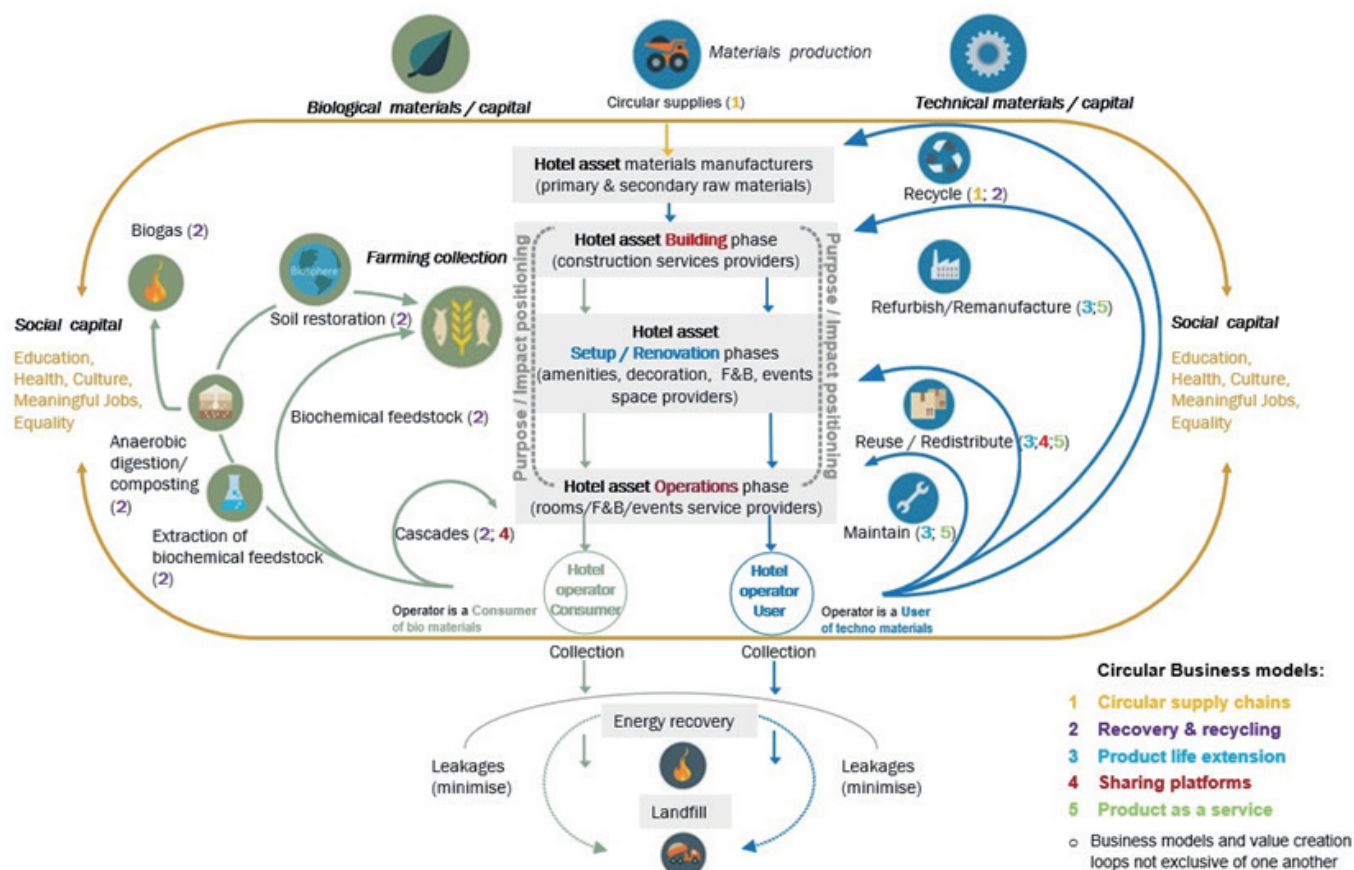 Materials production
Biological materials / capital
Circular supplies (1)
Technical materials / capital
Hotel asset materials manufacturers
(primary & secondary raw materials)
Recycle (1; 2)
Biogas (2)
Biosphere
Farming collection
Soil restoration (2)
Purpose / Impact positioning
Hotel asset Building phase
(construction services providers)
Purpose / Impact positioning
Refurbish/Remanufacture (3;5)
Social capital
Education,
Health, Culture,
Meaningful Jobs,
Equality
Hotel asset
Setup / Renovation phases
(amenities, decoration, F&B, events
space providers)
Social capital
Education,
Health, Culture,
Meaningful Jobs,
Equality
Biochemical feedstock (2)
Reuse / Redistribute (3;4;5)
Anaerobic
digestion/
composting
(2)
Hotel asset Operations phase
(rooms/F&B/events service providers)
Extraction of
biochemical feedstock
(2)
Cascades (2; 4)
Maintain (3; 5)
Hotel
operator
Consumer
Hotel
operator
User
Operator is a Consumer
of bio materials
Operator is a User
of techno materials
Collection
Collection
Energy recovery
Leakages
(minimise)
Leakages
(minimise)
Landfill
Circular Business models:
1 Circular supply chains
2 Recovery & recycling
3 Product life extension
4 Sharing platforms
5 Product as a service
o Business models and value creation
loops not exclusive of one another